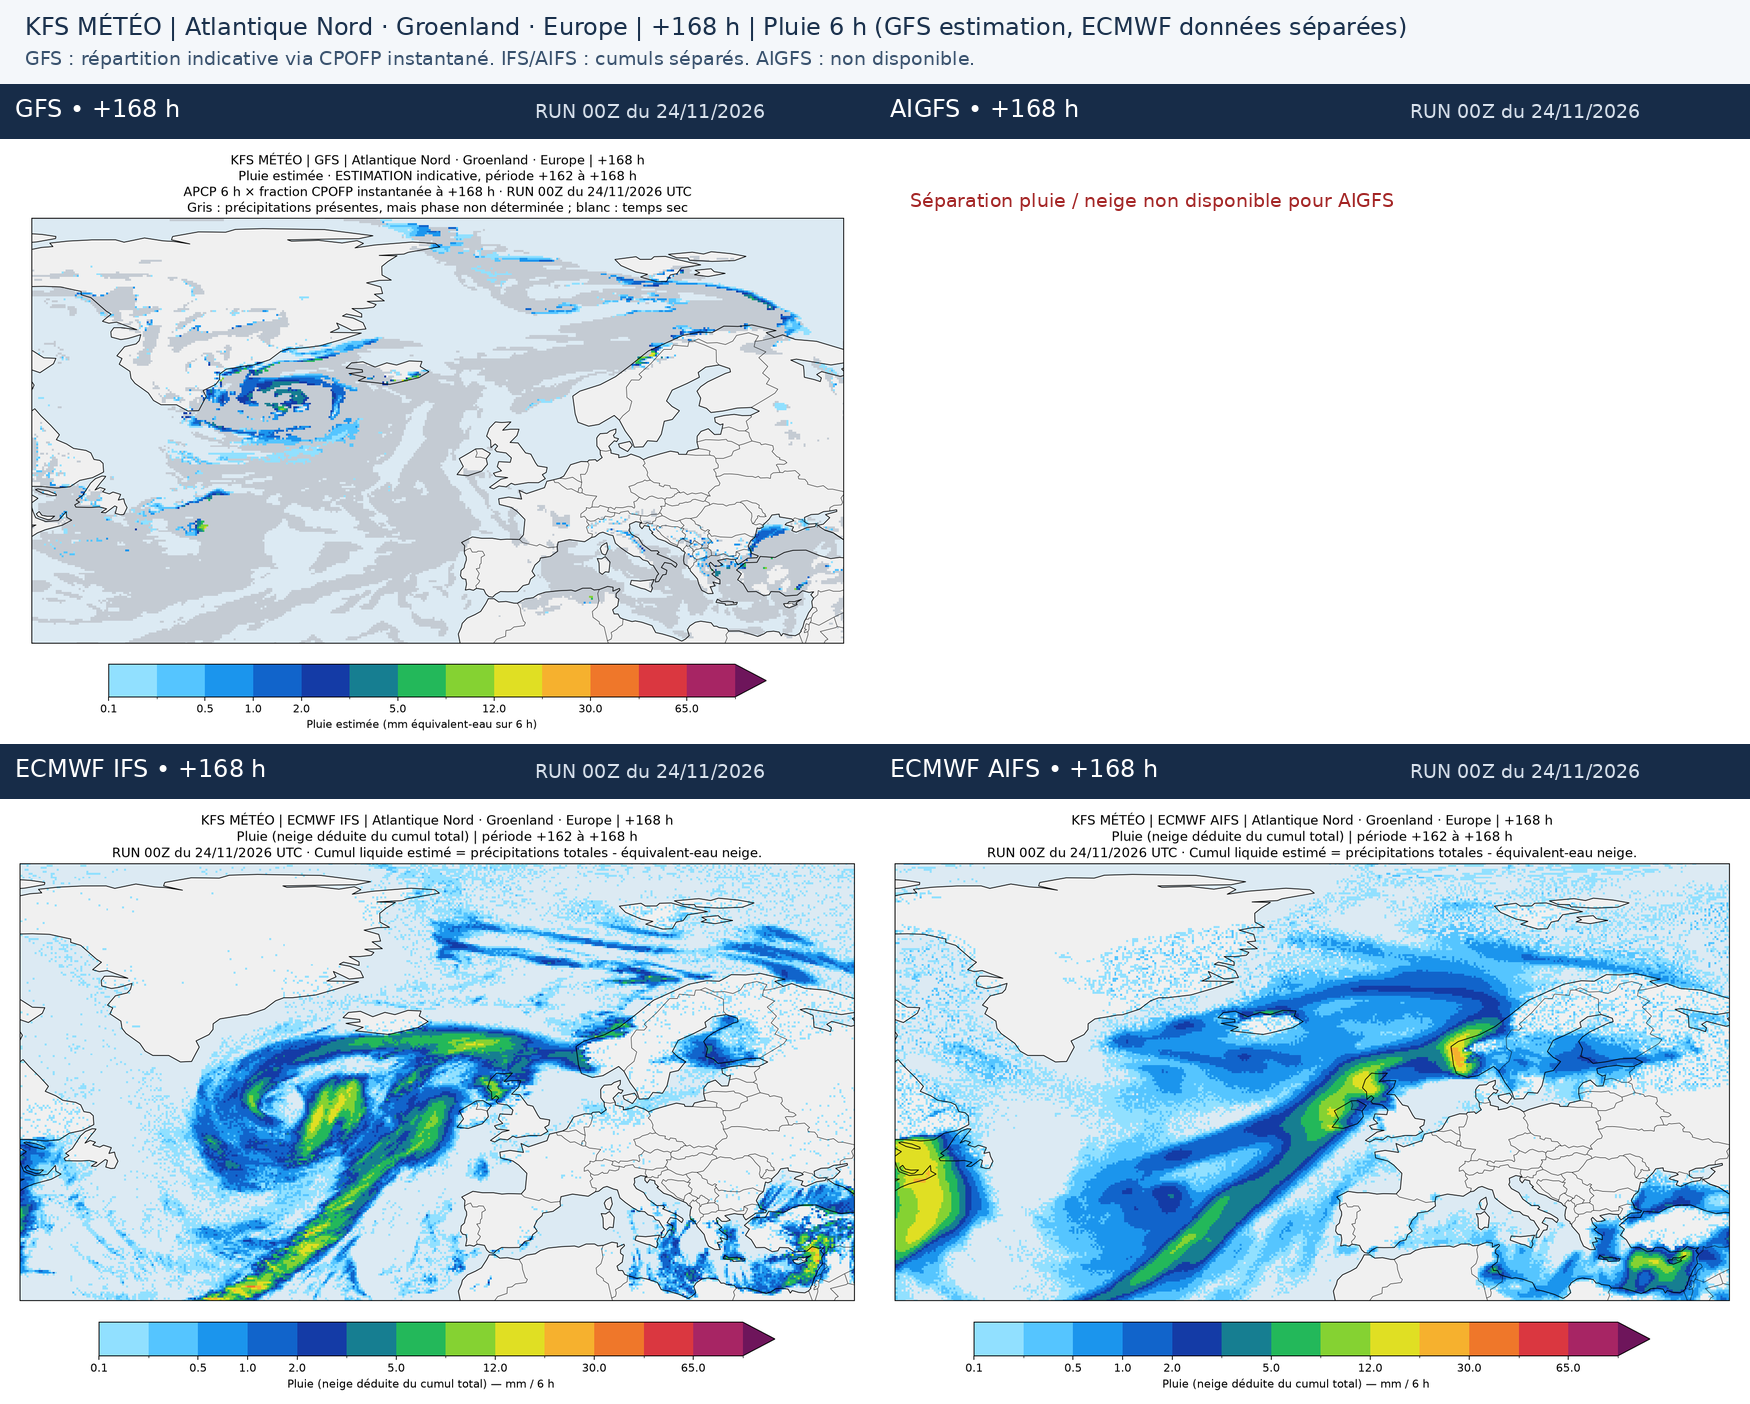 KFS MÉTÉO | Atlantique Nord · Groenland · Europe | +168 h | Pluie 6 h (GFS estimation, ECMWF données séparées)
GFS : répartition indicative via CPOFP instantané. IFS/AIFS : cumuls séparés. AIGFS : non disponible.
GFS • +168 h
RUN 00Z du 24/11/2026
AIGFS • +168 h
RUN 00Z du 24/11/2026
KFS MÉTÉO | GFS | Atlantique Nord · Groenland · Europe | +168 h
Pluie estimée · ESTIMATION indicative, période +162 à +168 h
APCP 6 h × fraction CPOFP instantanée à +168 h · RUN 00Z du 24/11/2026 UTC
Gris : précipitations présentes, mais phase non déterminée ; blanc : temps sec
Séparation pluie / neige non disponible pour AIGFS
0.1 0.5 1.0 2.0 5.0 12.0 30.0 65.0
Pluie estimée (mm équivalent-eau sur 6 h)
ECMWF IFS • +168 h
RUN 00Z du 24/11/2026
ECMWF AIFS • +168 h
RUN 00Z du 24/11/2026
KFS MÉTÉO | ECMWF IFS | Atlantique Nord · Groenland · Europe | +168 h
Pluie (neige déduite du cumul total) | période +162 à +168 h
RUN 00Z du 24/11/2026 UTC · Cumul liquide estimé = précipitations totales - équivalent-eau neige.
KFS MÉTÉO | ECMWF AIFS | Atlantique Nord · Groenland · Europe | +168 h
Pluie (neige déduite du cumul total) | période +162 à +168 h
RUN 00Z du 24/11/2026 UTC · Cumul liquide estimé = précipitations totales - équivalent-eau neige.
0.1 0.5 1.0 2.0 5.0 12.0 30.0 65.0
Pluie (neige déduite du cumul total) — mm / 6 h
0.1 0.5 1.0 2.0 5.0 12.0 30.0 65.0
Pluie (neige déduite du cumul total) — mm / 6 h